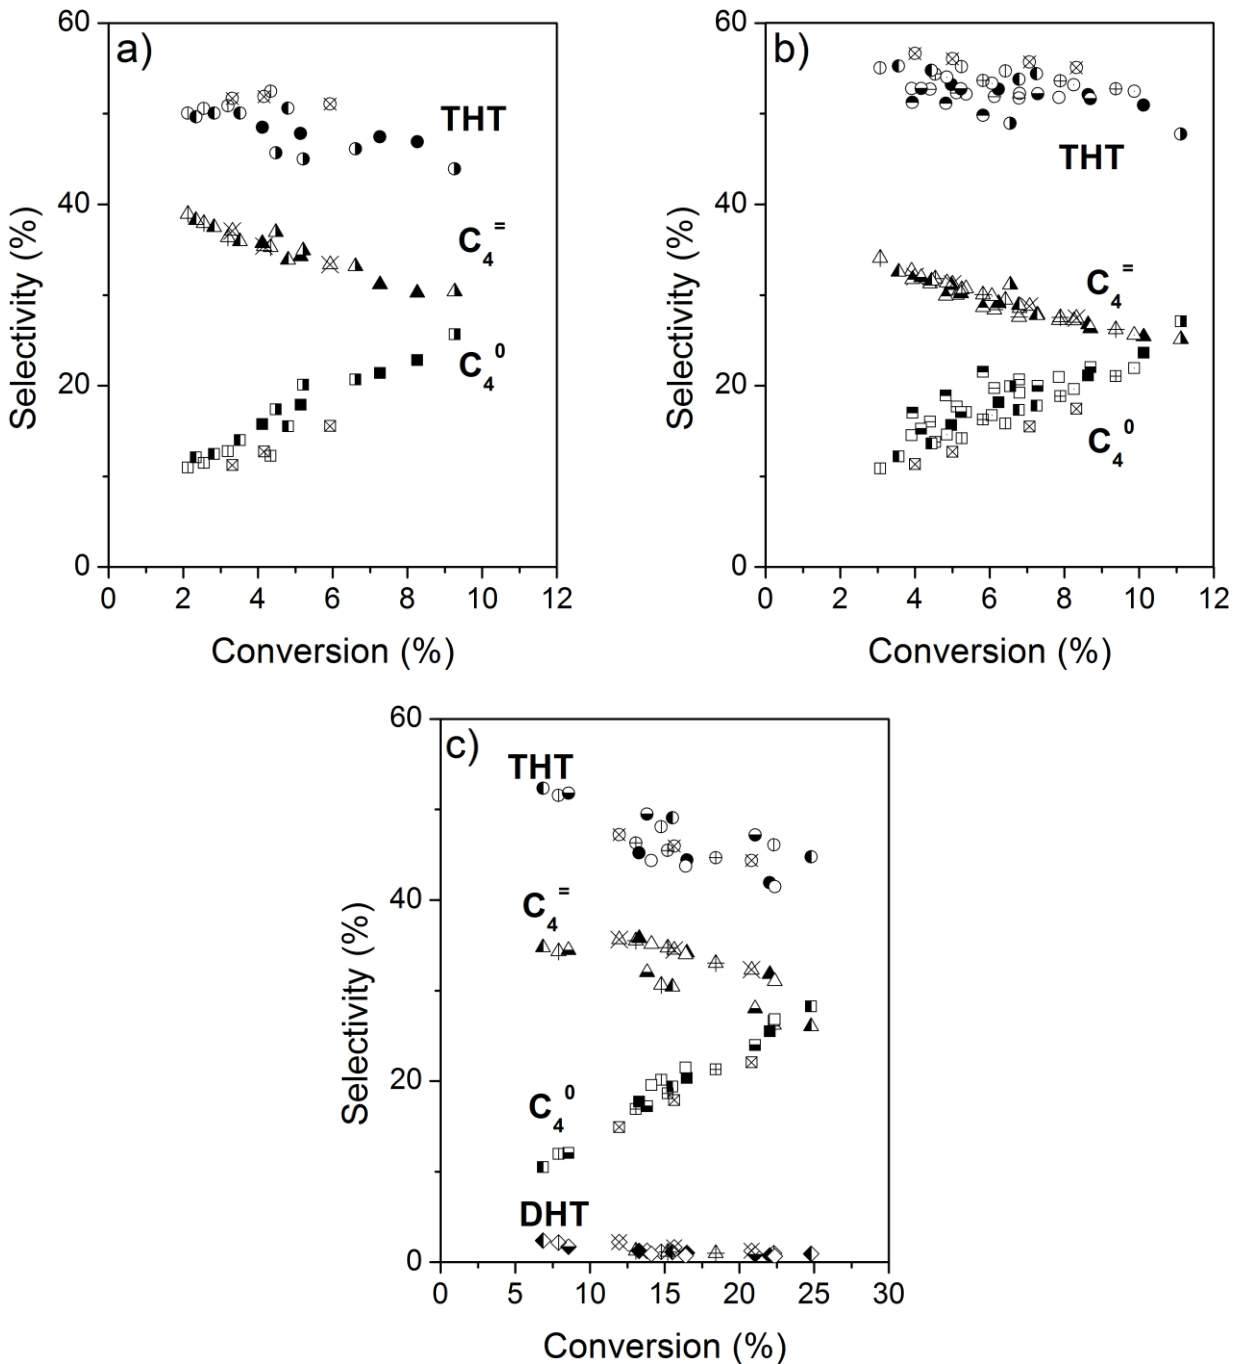 a)
60
40
20
0
Selectivity (%)
THT
C4=
C40
0 2 4 6 8 10 12
Conversion (%)
b)
60
40
20
0
Selectivity (%)
THT
C4=
C40
0 2 4 6 8 10 12
Conversion (%)
c)
60
40
20
0
Selectivity (%)
THT
C4=
C40
DHT
0 5 10 15 20 25 30
Conversion (%)